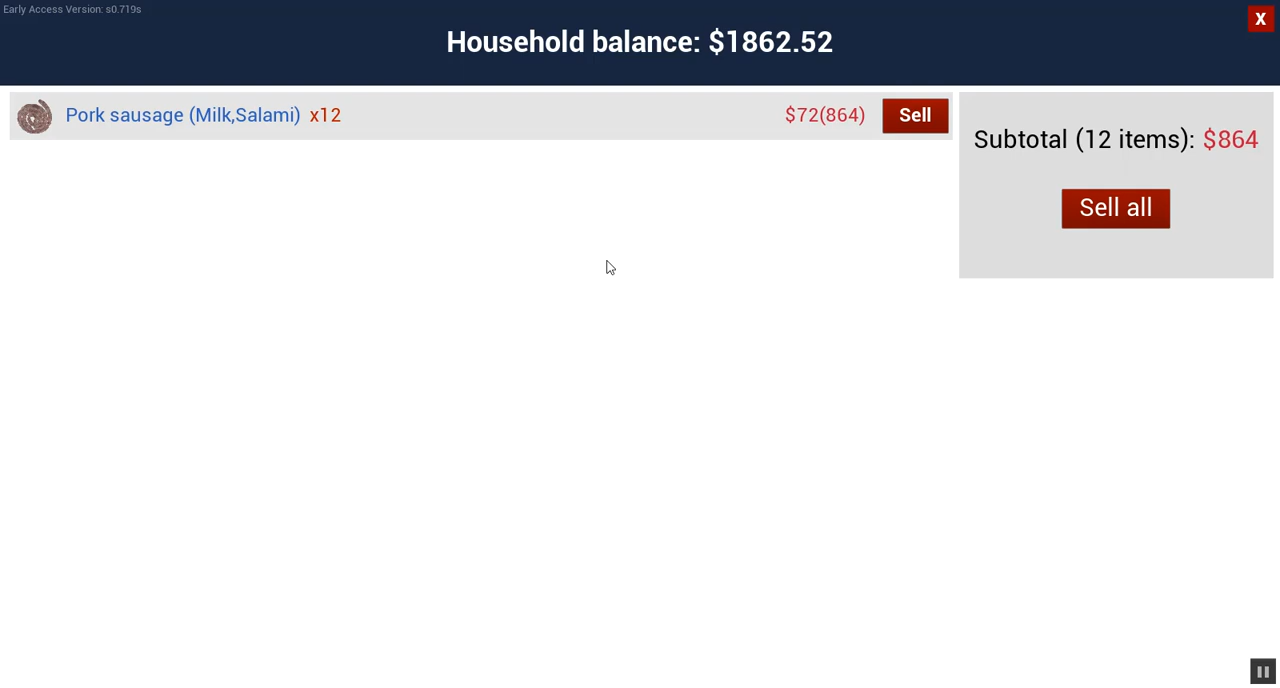 Early Access Version: s0.719s
X
Household balance: $1862.52
Pork sausage (Milk,Salami) x12 $72(864) Sell
Subtotal (12 items): $864
Sell all